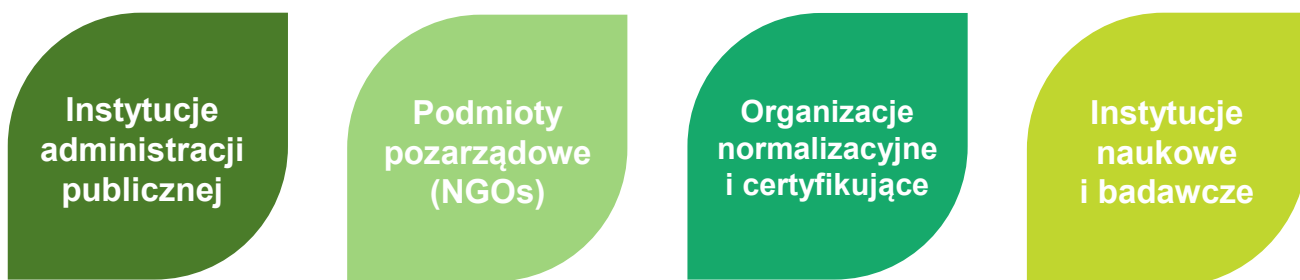 Instytucje
administracji
publicznej
Podmioty
pozarządowe
(NGOs)
Organizacje
normalizacyjne
i certyfikujące
Instytucje
naukowe
i badawcze